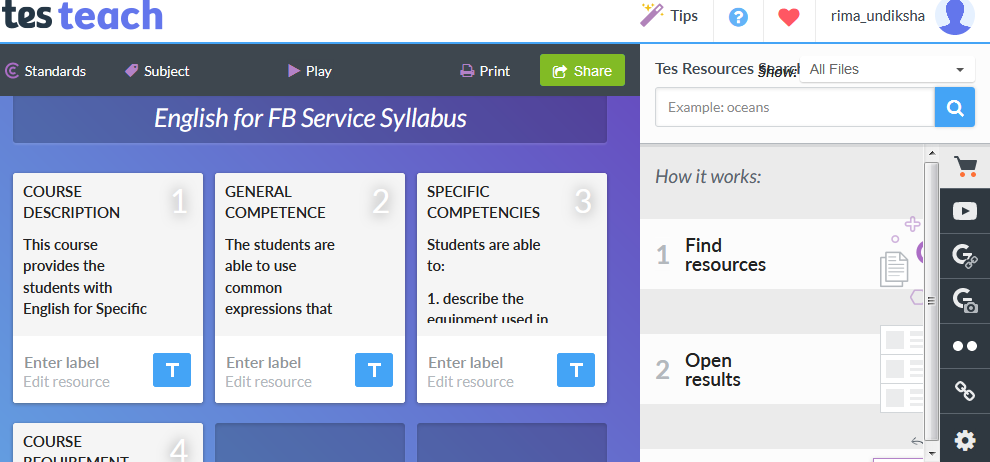 tes teach
Tips
?
rima_undiksha
Standards
Subject
Play
Print
Share
Tes Resources Search
Show:
All Files
Example: oceans
English for FB Service Syllabus
COURSE
DESCRIPTION
1
This course
provides the
students with
English for Specific
Enter label
Edit resource
T
GENERAL
COMPETENCE
2
The students are
able to use
common
expressions that
Enter label
Edit resource
T
SPECIFIC
COMPETENCIES
3
Students are able
to:
1. describe the
equipment used in
Enter label
Edit resource
T
COURSE
REQUIREMENT
4
How it works:
1
Find
resources
2
Open
results
G
G